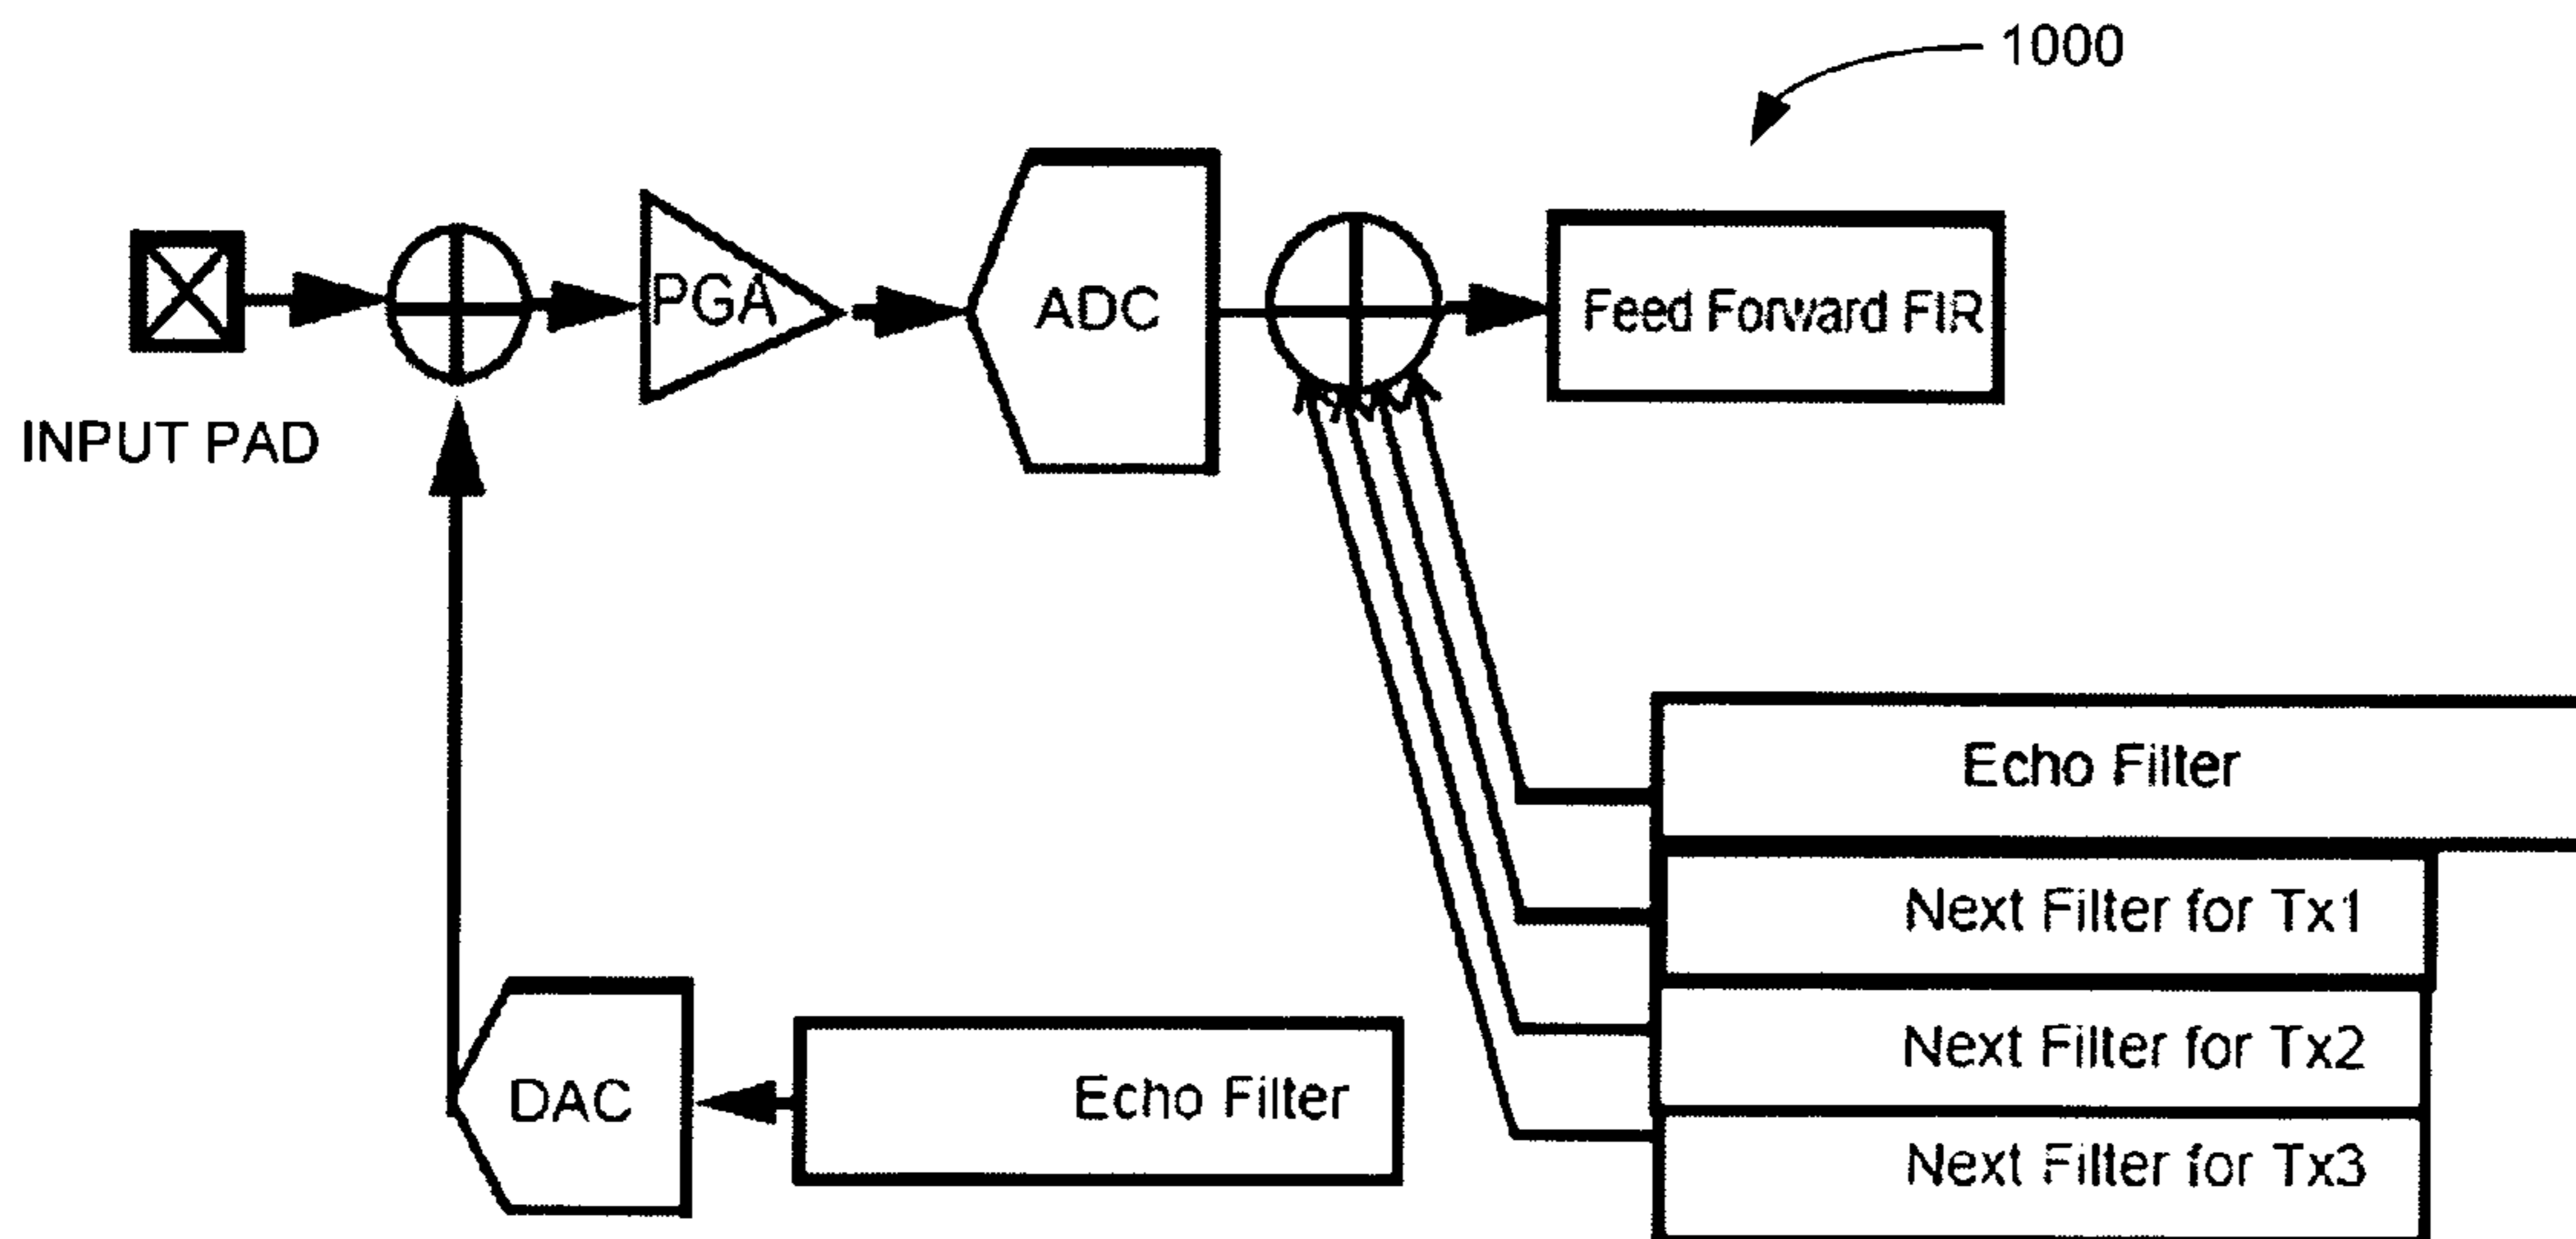 1000
PGA
ADC
Feed Forward FIR
INPUT PAD
Echo Filter
Next Filter for Tx1
Next Filter for Tx2
DAC
Echo Filter
Next Filter for Tx3